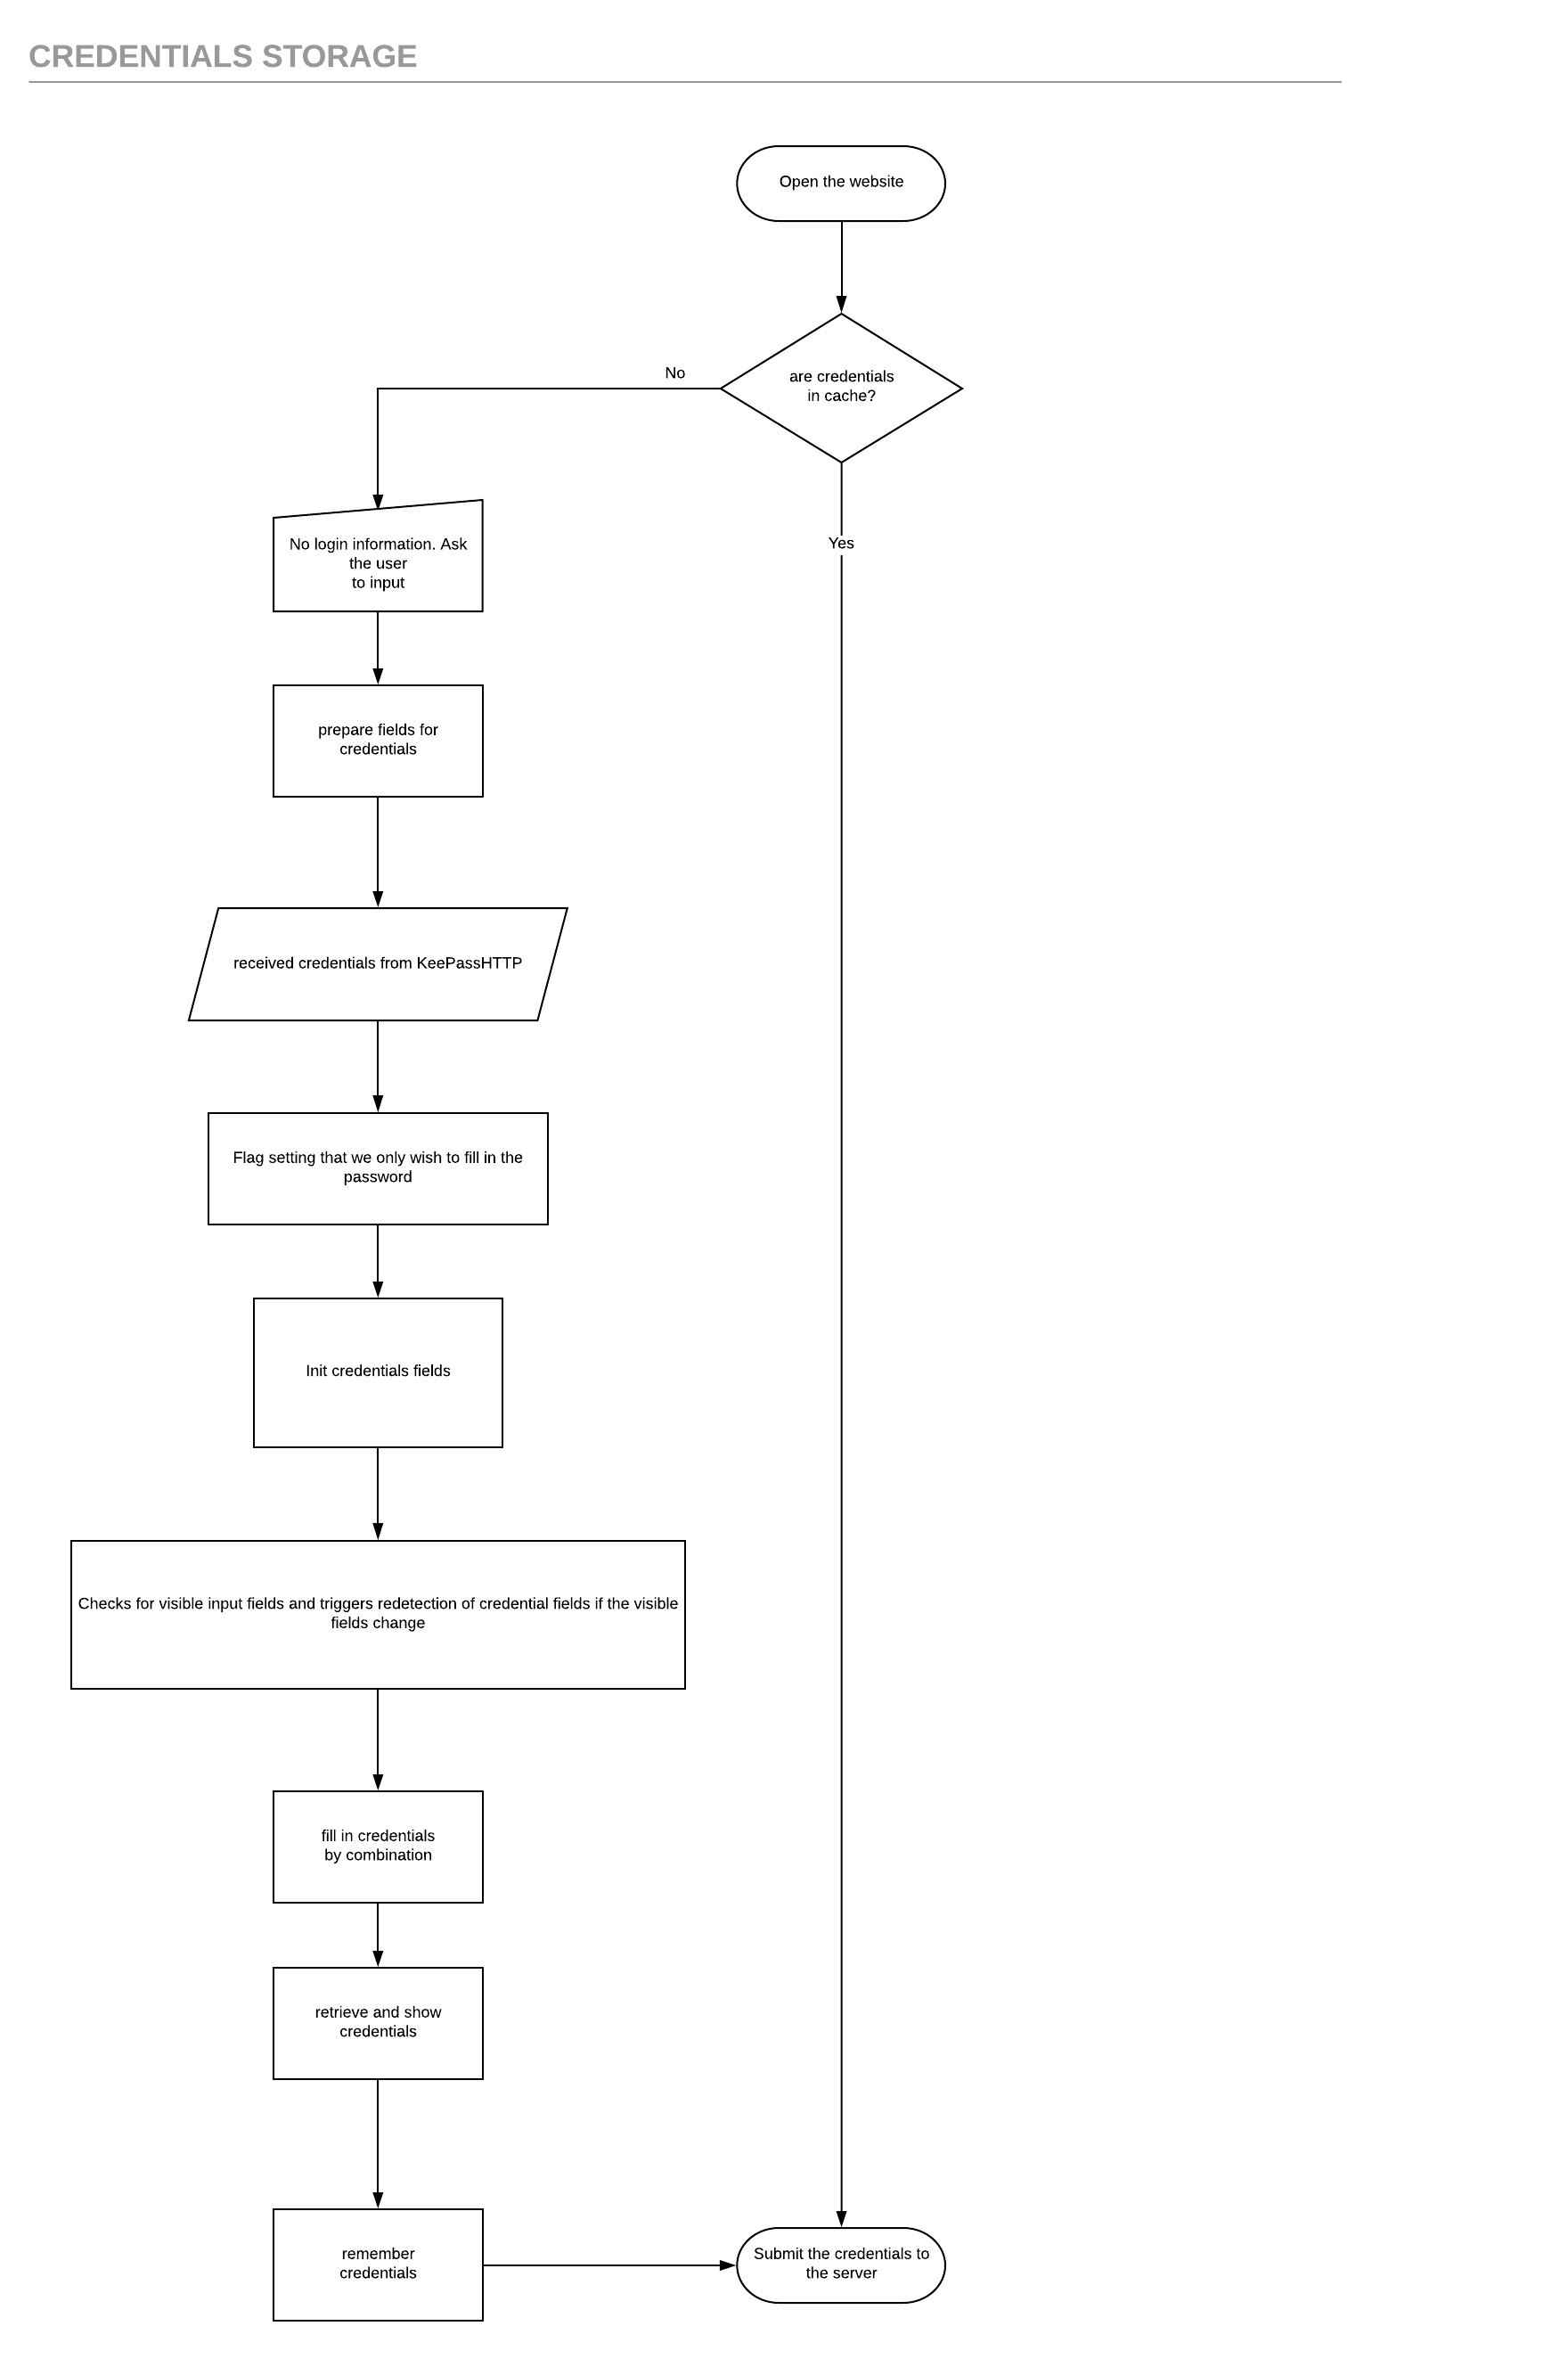 CREDENTIALS STORAGE
Open the website
are credentials
in cache?
No
Yes
No login information. Ask
the user
to input
prepare fields for
credentials
received credentials from KeePassHTTP
Flag setting that we only wish to fill in the
password
Init credentials fields
Checks for visible input fields and triggers redetection of credential fields if the visible
fields change
fill in credentials
by combination
retrieve and show
credentials
remember
credentials
Submit the credentials to
the server